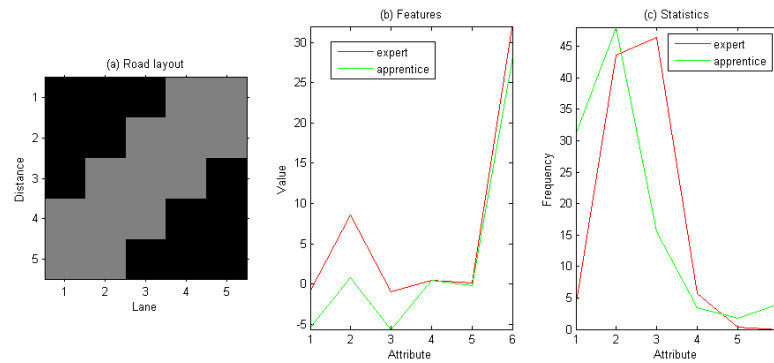 (a) Road layout
1
2
3
4
5
Distance
1 2 3 4 5
Lane
(b) Features
expert
apprentice
30
25
20
15
10
5
0
-5
Value
1 2 3 4 5 6
Attribute
(c) Statistics
expert
apprentice
45
40
35
30
25
20
15
10
5
0
Frequency
1 2 3 4 5
Attribute